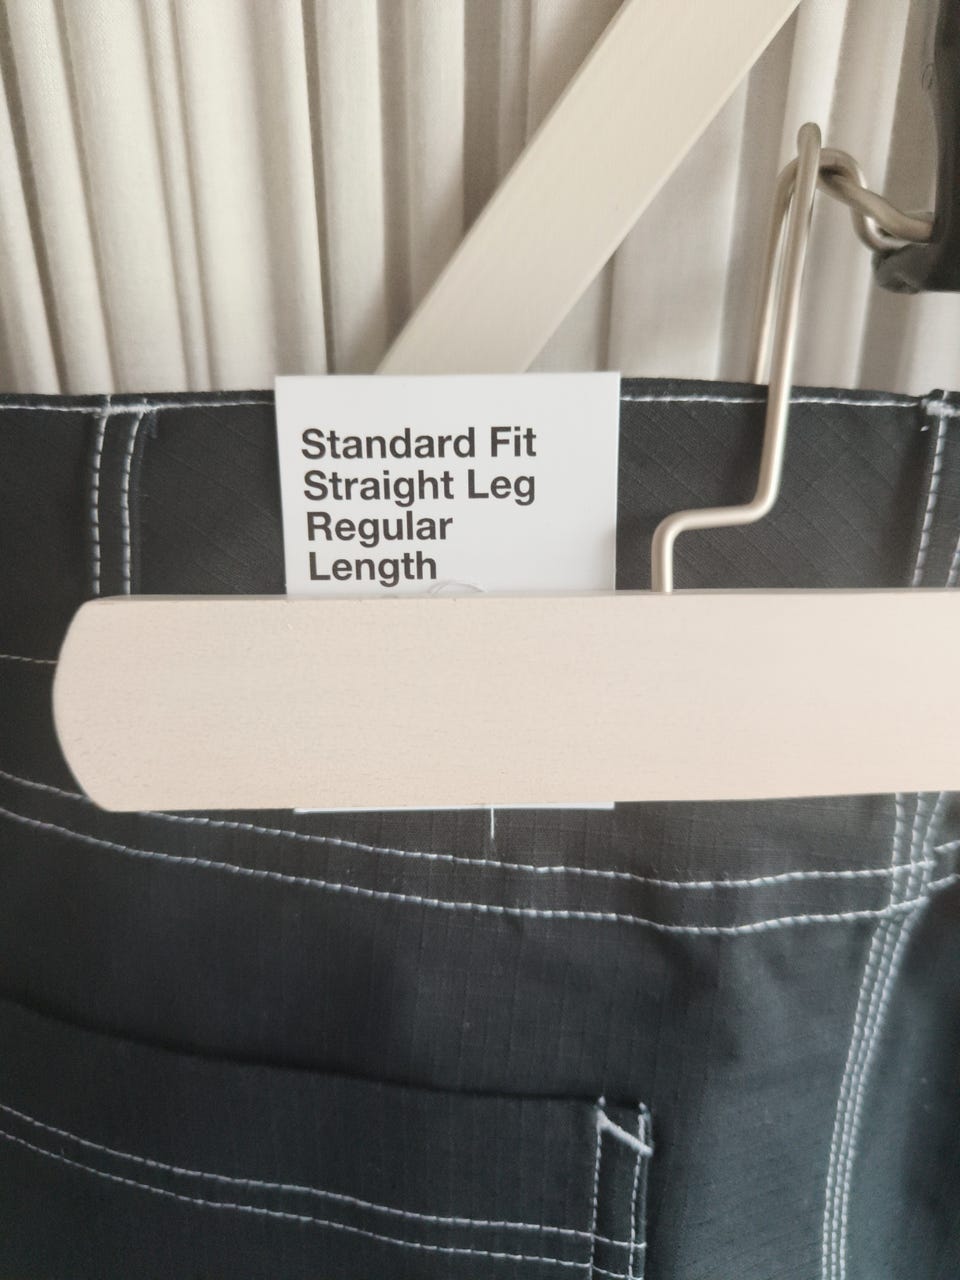 Standard Fit
Straight Leg
Regular
Length